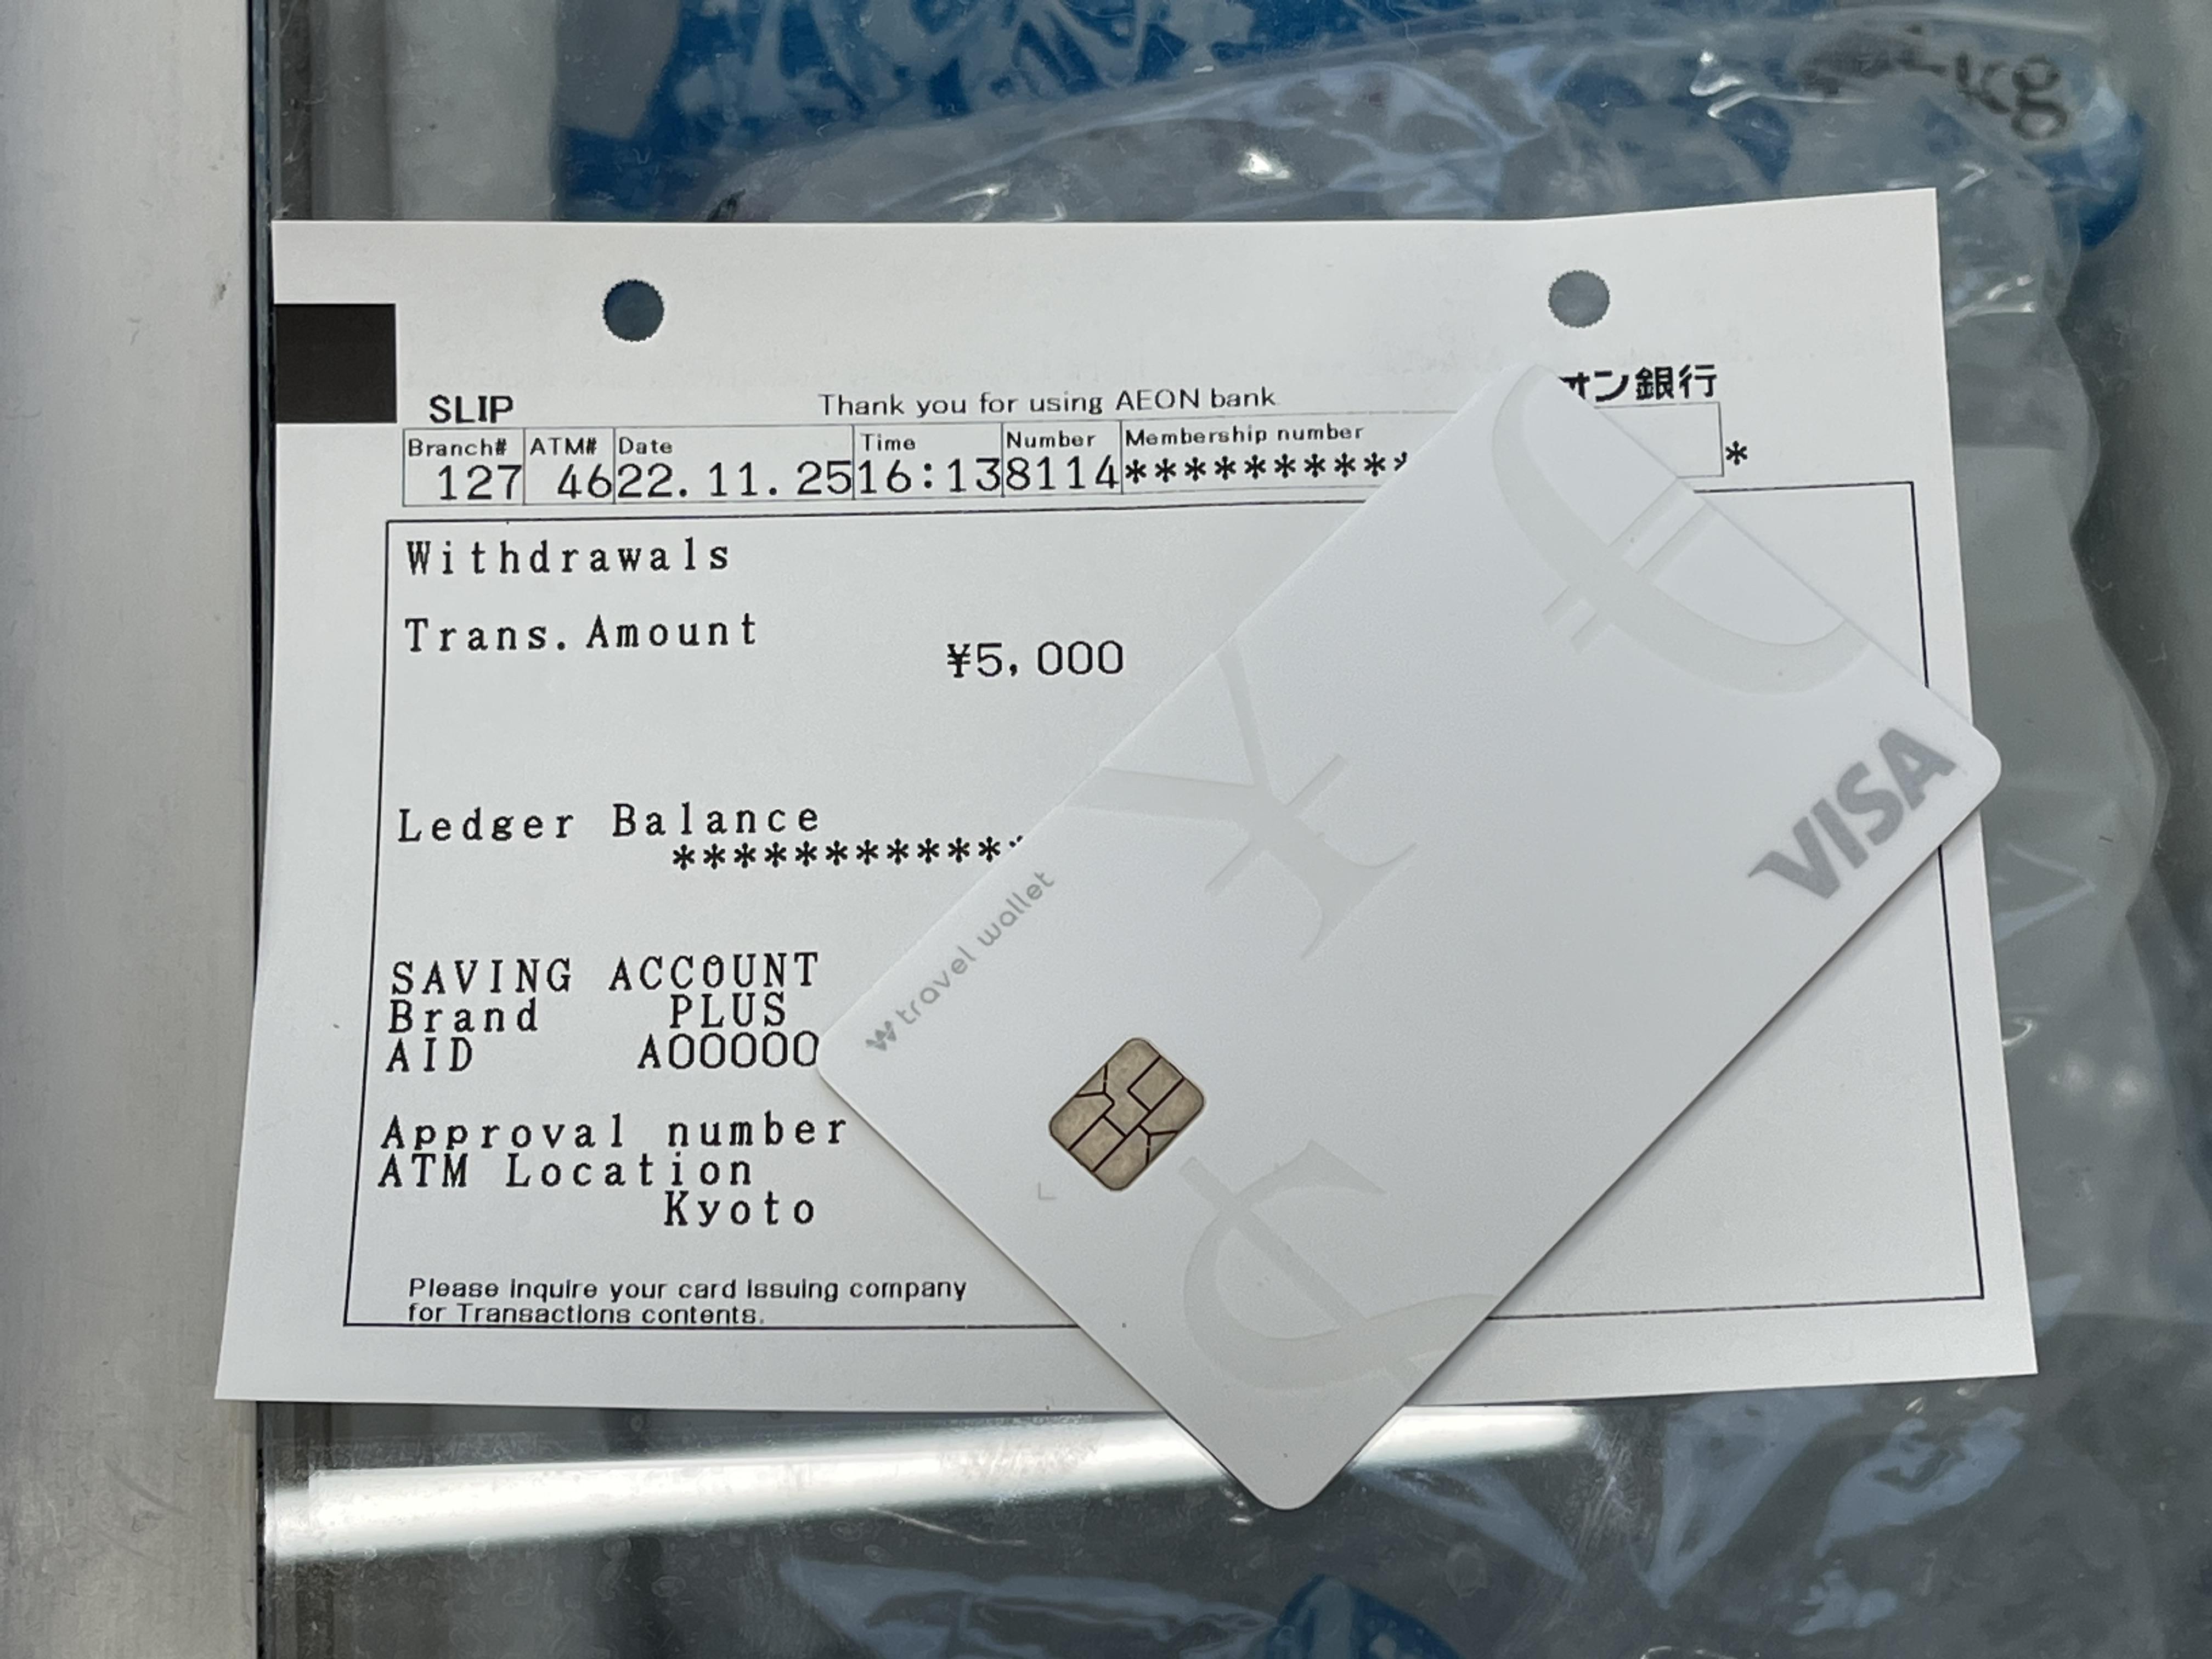 kg
SLIP
Thank you for using AEON bank
オン銀行
Branch# ATM# Date Time Number Membership number
127 46 22. 11. 25 16:13 8114 ********** *
Withdrawals
Trans. Amount
¥5, 000
Ledger Balance
***********
SAVING ACCOUNT
Brand PLUS
AID A00000
Approval number
ATM Location
Kyoto
Please inquire your card issuing company
for Transactions contents.
travel wallet
VISA